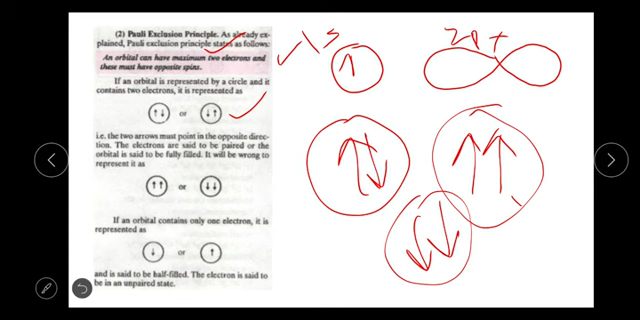 (2) Pauli Exclusion Principle. As already ex-
plained, Pauli exclusion principle states as follows:
An orbital can have maximum two electrons and
these must have opposite spins.
If an orbital is represented by a circle and it
contains two electrons, it is represented as
↑↓ or ↓↑
i.e. the two arrows must point in the opposite direc-
tion. The electrons are said to be paired or the
orbital is said to be fully filled. It will be wrong to
represent it as
↑↑ or ↓↓
If an orbital contains only one electron, it is
represented as
↓ or ↑
and is said to be half-filled. The electron is said to
be in an unpaired state.
1s